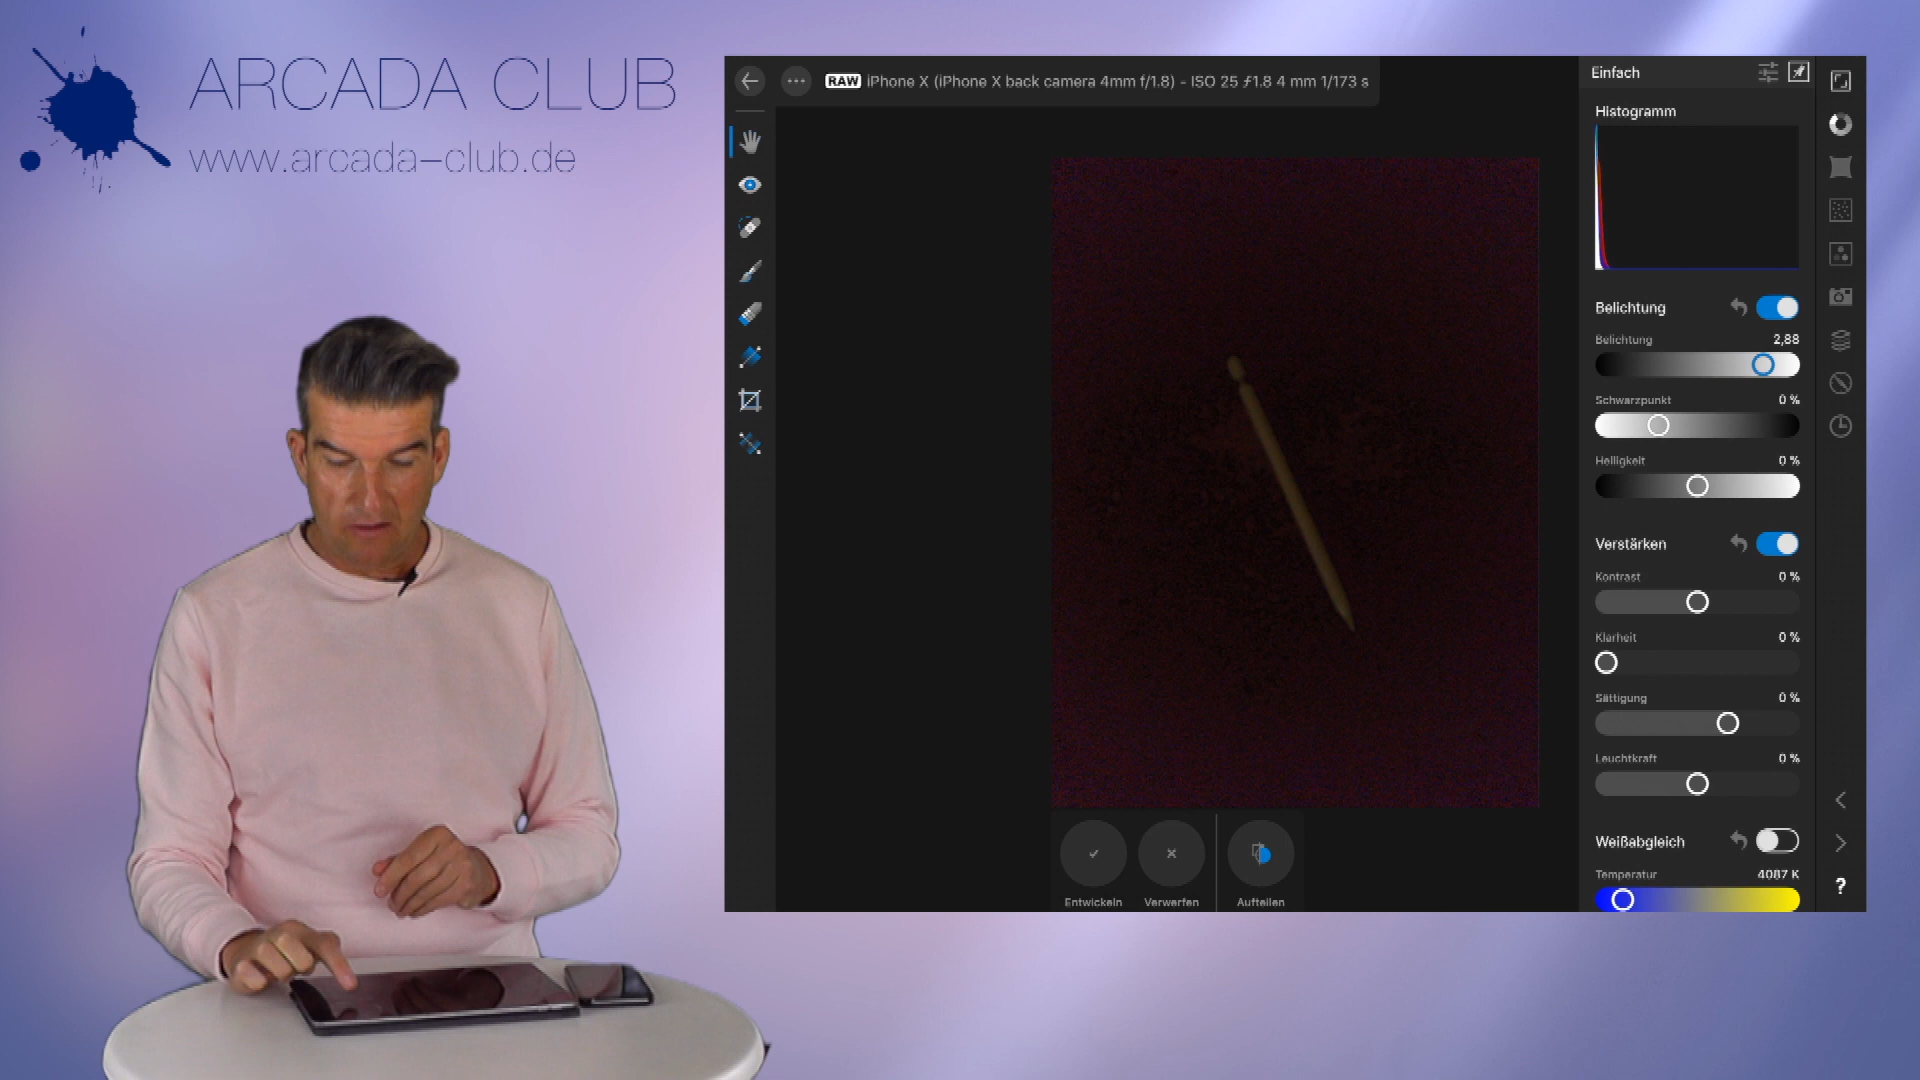 ARCADA CLUB
www.arcada-club.de
RAW iPhone X (iPhone X back camera 4mm f/1.8) - ISO 25 ƒ1.8 4 mm 1/173 s
Einfach
Histogramm
Belichtung
Belichtung 2,88
Schwarzpunkt 0 %
Helligkeit 0 %
Verstärken
Kontrast 0 %
Klarheit 0 %
Sättigung 0 %
Leuchtkraft 0 %
Weißabgleich
Temperatur 4087 K
Entwickeln Verwerfen Aufteilen
?